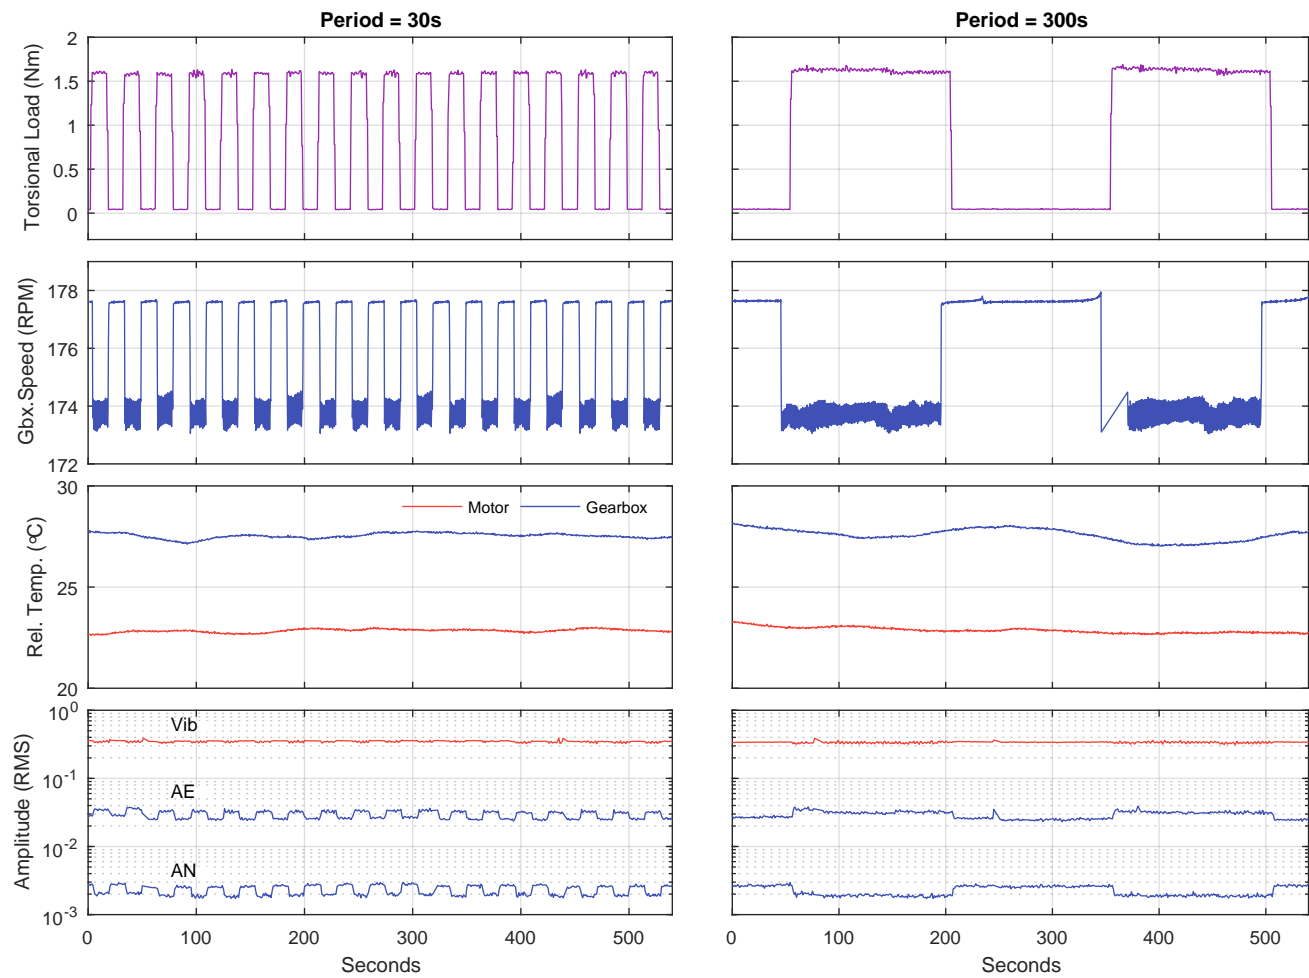 Period = 30s
Period = 300s
Torsional Load (Nm)
2
1.5
1
0.5
0
Gbx.Speed (RPM)
178
176
174
172
Rel. Temp. (°C)
30
25
20
Motor
Gearbox
Amplitude (RMS)
10^0
10^-1
10^-2
10^-3
Vib
AE
AN
0 100 200 300 400 500
0 100 200 300 400 500
Seconds
Seconds